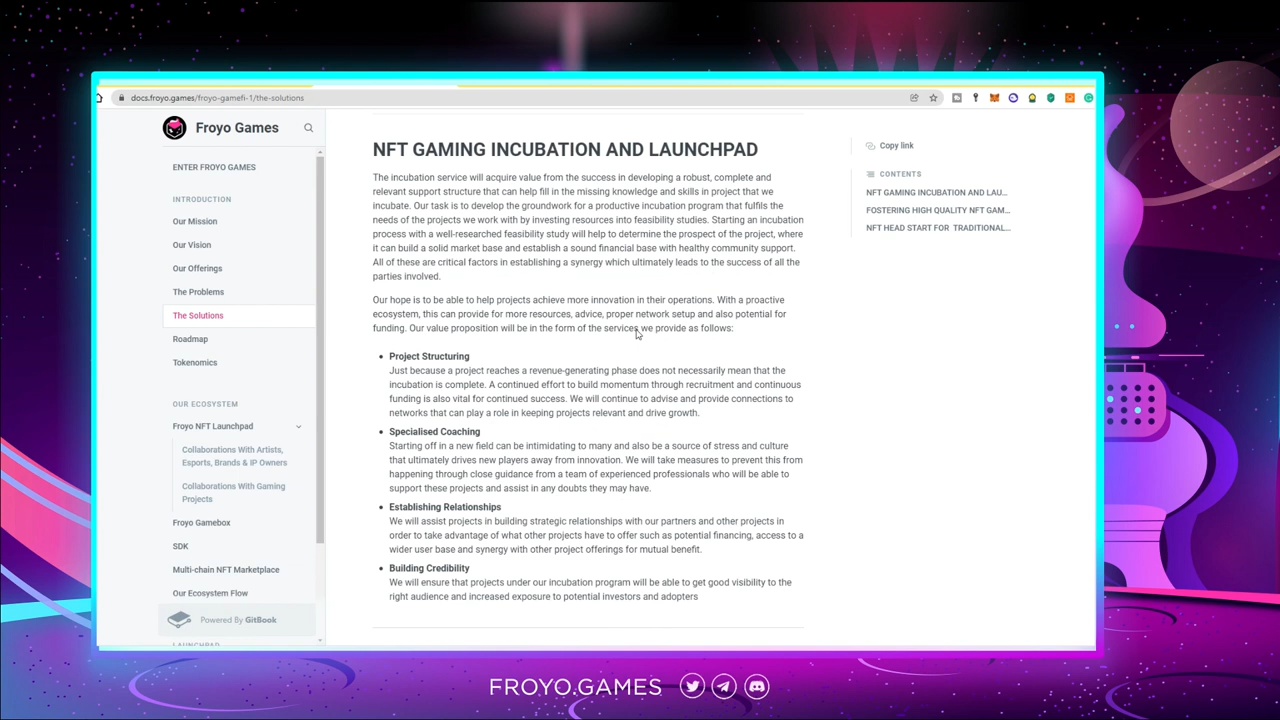 docs.froyo.games/froyo-gamefi-1/the-solutions
Froyo Games
ENTER FROYO GAMES
INTRODUCTION
Our Mission
Our Vision
Our Offerings
The Problems
The Solutions
Roadmap
Tokenomics
OUR ECOSYSTEM
Froyo NFT Launchpad
Collaborations With Artists,
Esports, Brands & IP Owners
Collaborations With Gaming
Projects
Froyo Gamebox
SDK
Multi-chain NFT Marketplace
Our Ecosystem Flow
Powered By GitBook
LAUNCHPAD
NFT GAMING INCUBATION AND LAUNCHPAD
The incubation service will acquire value from the success in developing a robust, complete and
relevant support structure that can help fill in the missing knowledge and skills in project that we
incubate. Our task is to develop the groundwork for a productive incubation program that fulfils the
needs of the projects we work with by investing resources into feasibility studies. Starting an incubation
process with a well-researched feasibility study will help to determine the prospect of the project, where
it can build a solid market base and establish a sound financial base with healthy community support.
All of these are critical factors in establishing a synergy which ultimately leads to the success of all the
parties involved.
Our hope is to be able to help projects achieve more innovation in their operations. With a proactive
ecosystem, this can provide for more resources, advice, proper network setup and also potential for
funding. Our value proposition will be in the form of the services we provide as follows:
• Project Structuring
Just because a project reaches a revenue-generating phase does not necessarily mean that the
incubation is complete. A continued effort to build momentum through recruitment and continuous
funding is also vital for continued success. We will continue to advise and provide connections to
networks that can play a role in keeping projects relevant and drive growth.
• Specialised Coaching
Starting off in a new field can be intimidating to many and also be a source of stress and culture
that ultimately drives new players away from innovation. We will take measures to prevent this from
happening through close guidance from a team of experienced professionals who will be able to
support these projects and assist in any doubts they may have.
• Establishing Relationships
We will assist projects in building strategic relationships with our partners and other projects in
order to take advantage of what other projects have to offer such as potential financing, access to a
wider user base and synergy with other project offerings for mutual benefit.
• Building Credibility
We will ensure that projects under our incubation program will be able to get good visibility to the
right audience and increased exposure to potential investors and adopters
Copy link
CONTENTS
NFT GAMING INCUBATION AND LAU...
FOSTERING HIGH QUALITY NFT GAM...
NFT HEAD START FOR TRADITIONAL...
FROYO.GAMES